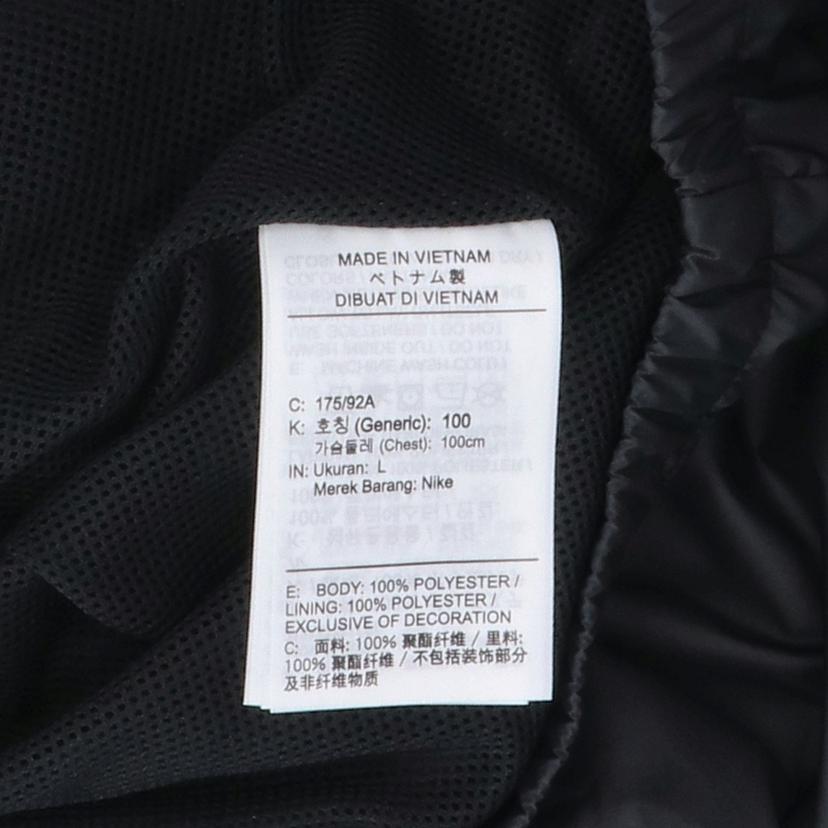 MADE IN VIETNAM
ベトナム製
DIBUAT DI VIETNAM
C: 175/92A
K: 호칭 (Generic): 100
가슴둘레 (Chest): 100cm
IN: Ukuran: L
Merek Barang: Nike
E: BODY: 100% POLYESTER /
LINING: 100% POLYESTER /
EXCLUSIVE OF DECORATION
C: 面料: 100% 聚酯纤维 / 里料:
100% 聚酯纤维 / 不包括装饰部分
及非纤维物质